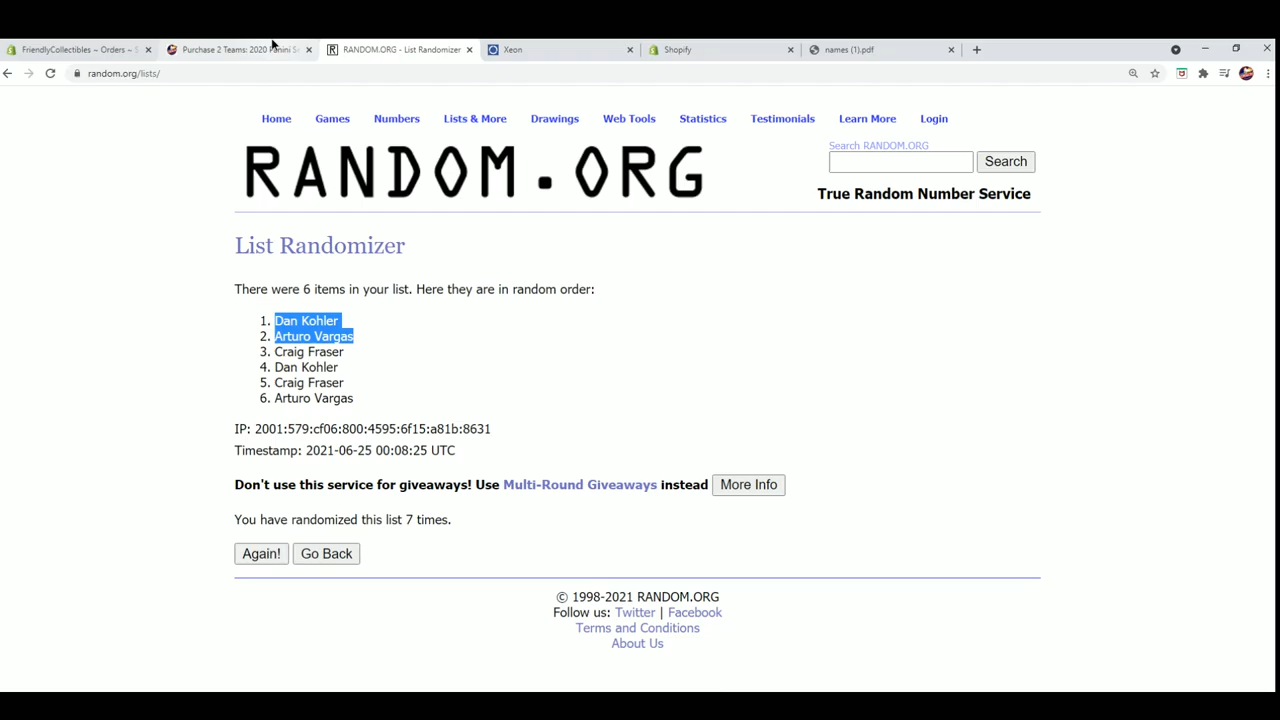 FriendlyCollectibles ~ Orders ~ S
Purchase 2 Teams: 2020 Panini Se
RANDOM.ORG - List Randomizer
Xeon
Shopify
names (1).pdf
random.org/lists/
Home Games Numbers Lists & More Drawings Web Tools Statistics Testimonials Learn More Login
RANDOM.ORG
Search RANDOM.ORG
Search
True Random Number Service
List Randomizer
There were 6 items in your list. Here they are in random order:
1. Dan Kohler
2. Arturo Vargas
3. Craig Fraser
4. Dan Kohler
5. Craig Fraser
6. Arturo Vargas
IP: 2001:579:cf06:800:4595:6f15:a81b:8631
Timestamp: 2021-06-25 00:08:25 UTC
Don't use this service for giveaways! Use Multi-Round Giveaways instead More Info
You have randomized this list 7 times.
Again! Go Back
© 1998-2021 RANDOM.ORG
Follow us: Twitter | Facebook
Terms and Conditions
About Us